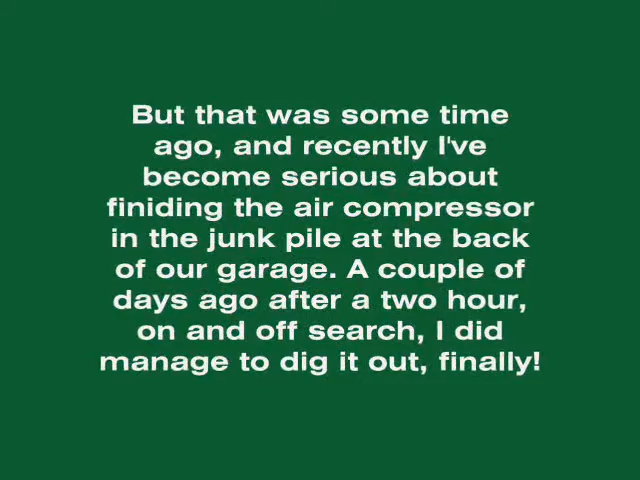 But that was some time
ago, and recently I've
become serious about
finiding the air compressor
in the junk pile at the back
of our garage. A couple of
days ago after a two hour,
on and off search, I did
manage to dig it out, finally!